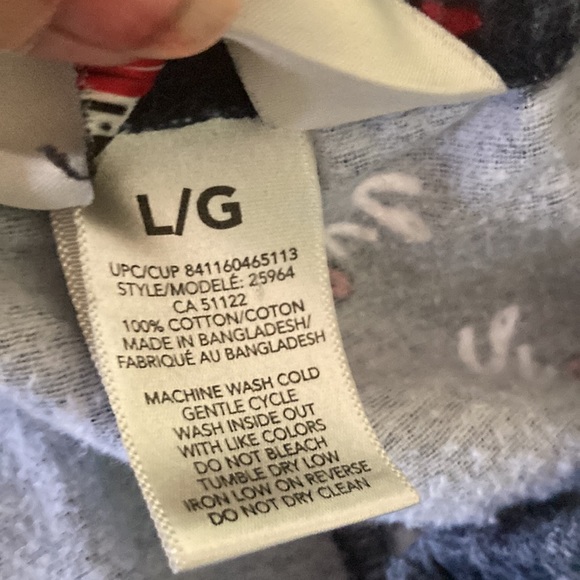 L/G
UPC/CUP 841160465113
STYLE/MODELÉ: 25964
CA 51122
100% COTTON/COTON
MADE IN BANGLADESH/
FABRIQUÉ AU BANGLADESH
MACHINE WASH COLD
GENTLE CYCLE
WASH INSIDE OUT
WITH LIKE COLORS
DO NOT BLEACH
TUMBLE DRY LOW
IRON LOW ON REVERSE
DO NOT DRY CLEAN